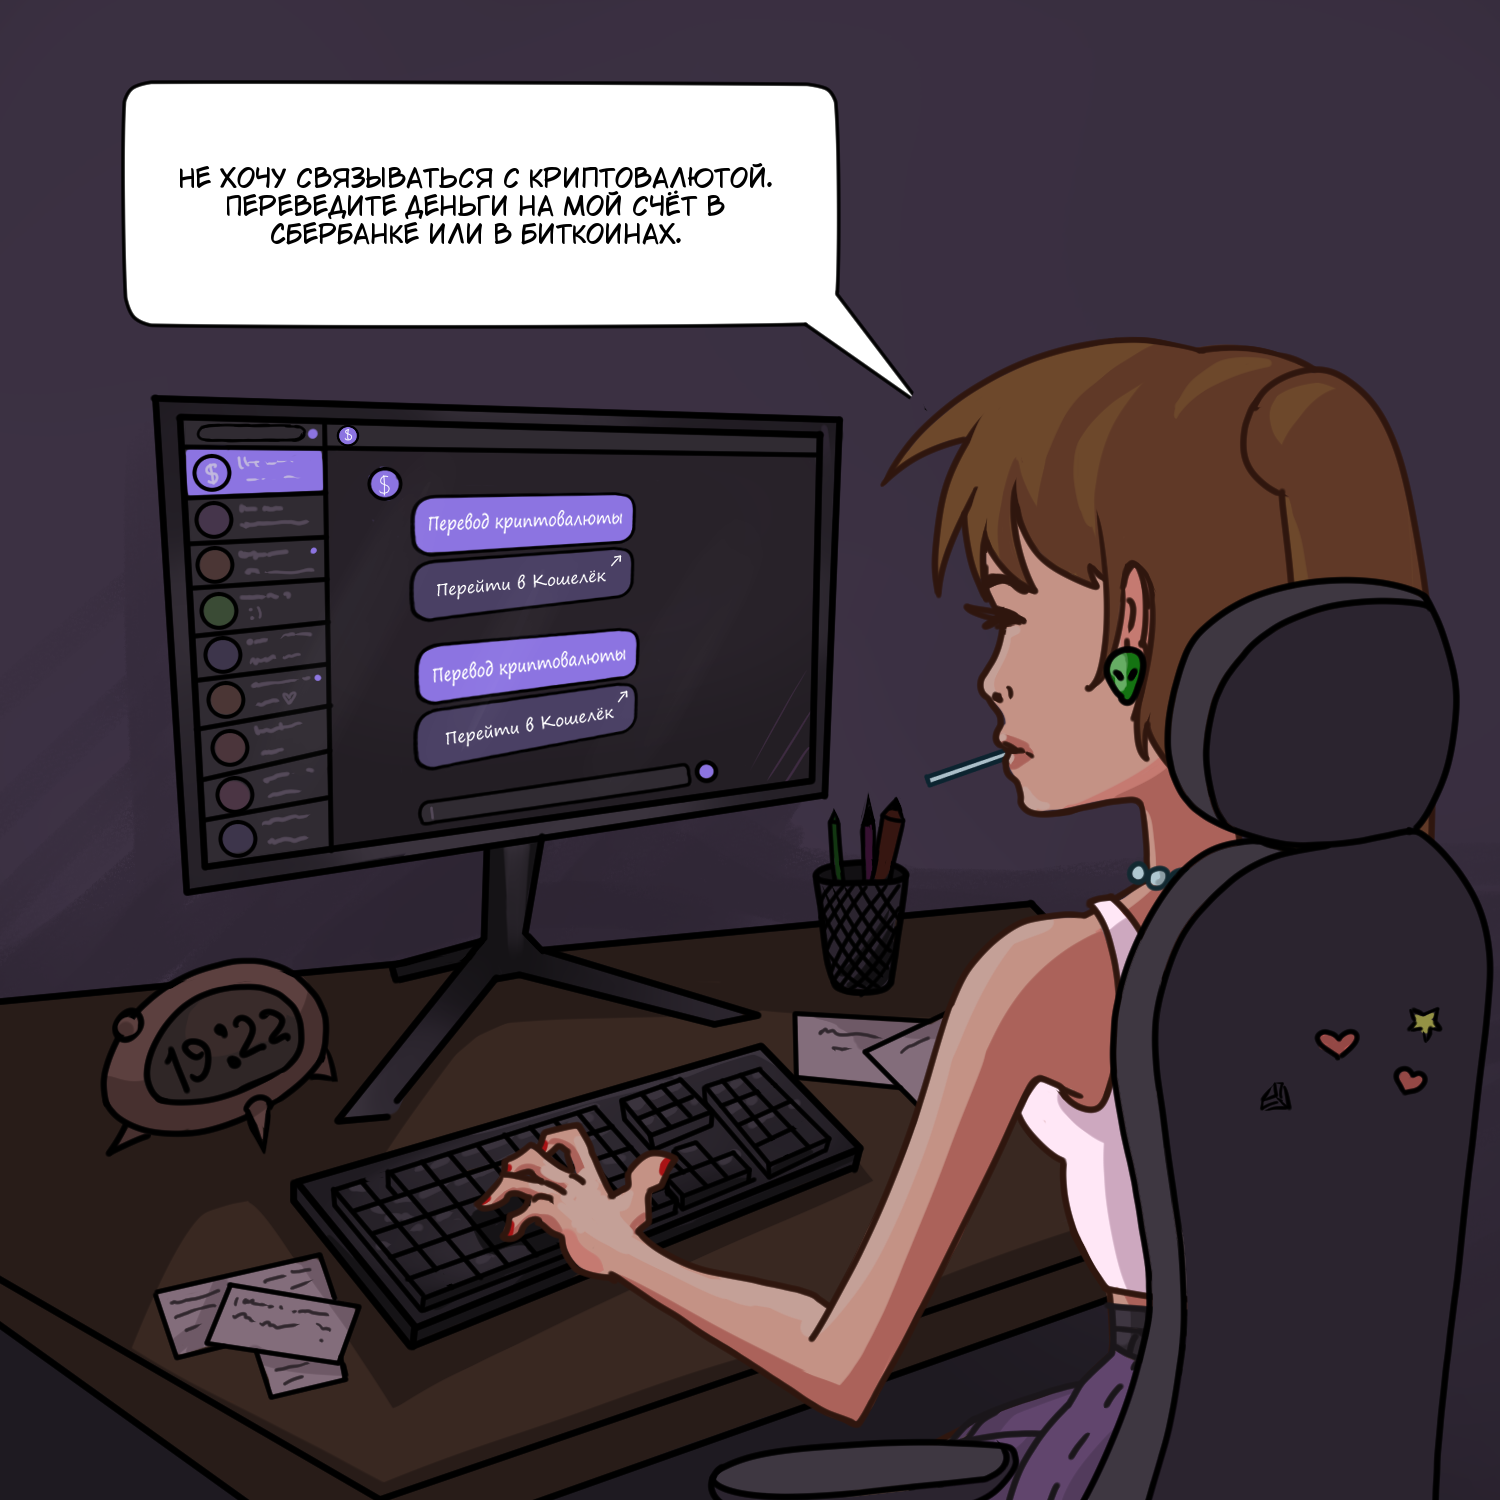 НЕ ХОЧУ СВЯЗЫВАТЬСЯ С КРИПТОВАЛЮТОЙ.
ПЕРЕВЕДИТЕ ДЕНЬГИ НА МОЙ СЧЁТ В
СБЕРБАНКЕ ИЛИ В БИТКОИНАХ.
$
$
$
Перевод криптовалюты
Перейти в Кошелёк
:)
Перевод криптовалюты
Перейти в Кошелёк
19:22